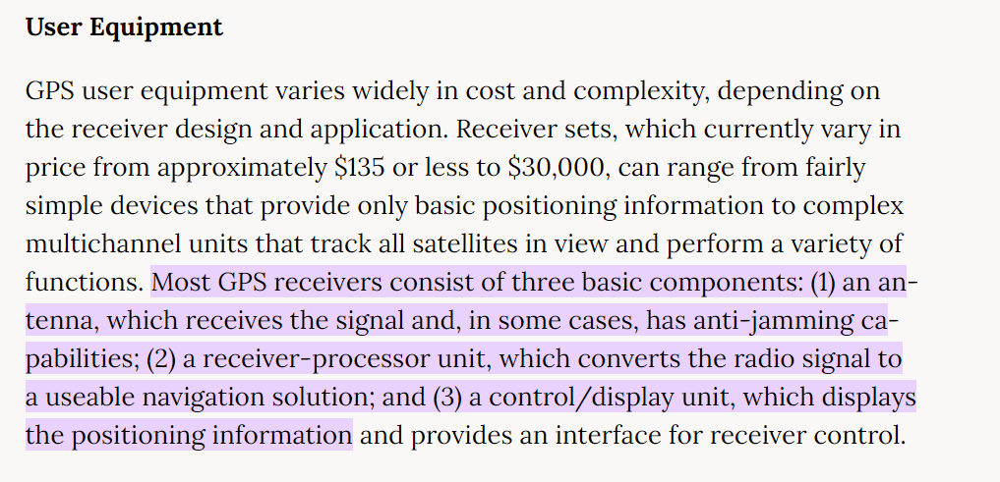 User Equipment
GPS user equipment varies widely in cost and complexity, depending on
the receiver design and application. Receiver sets, which currently vary in
price from approximately $135 or less to $30,000, can range from fairly
simple devices that provide only basic positioning information to complex
multichannel units that track all satellites in view and perform a variety of
functions. Most GPS receivers consist of three basic components: (1) an an-
tenna, which receives the signal and, in some cases, has anti-jamming ca-
pabilities; (2) a receiver-processor unit, which converts the radio signal to
a useable navigation solution; and (3) a control/display unit, which displays
the positioning information and provides an interface for receiver control.